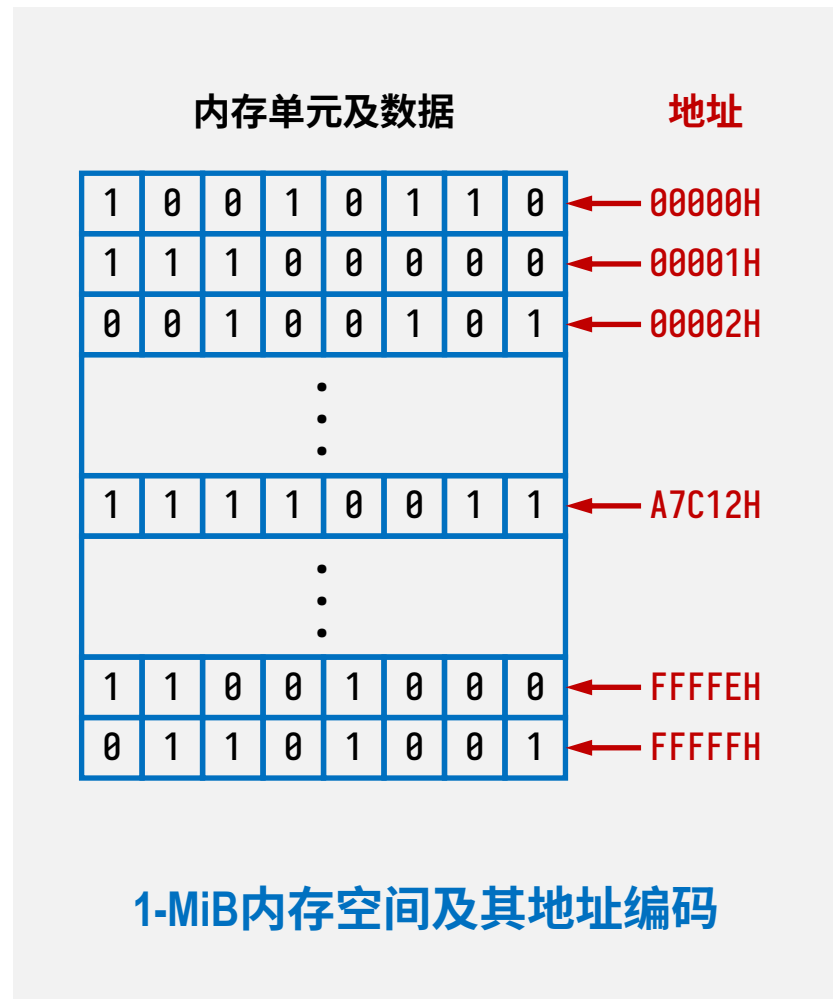 内存单元及数据 地址
1 0 0 1 0 1 1 0 00000H
1 1 1 0 0 0 0 0 00001H
0 0 1 0 0 1 0 1 00002H
1 1 1 1 0 0 1 1 A7C12H
1 1 0 0 1 0 0 0 FFFFEH
0 1 1 0 1 0 0 1 FFFFFH
1-MiB内存空间及其地址编码